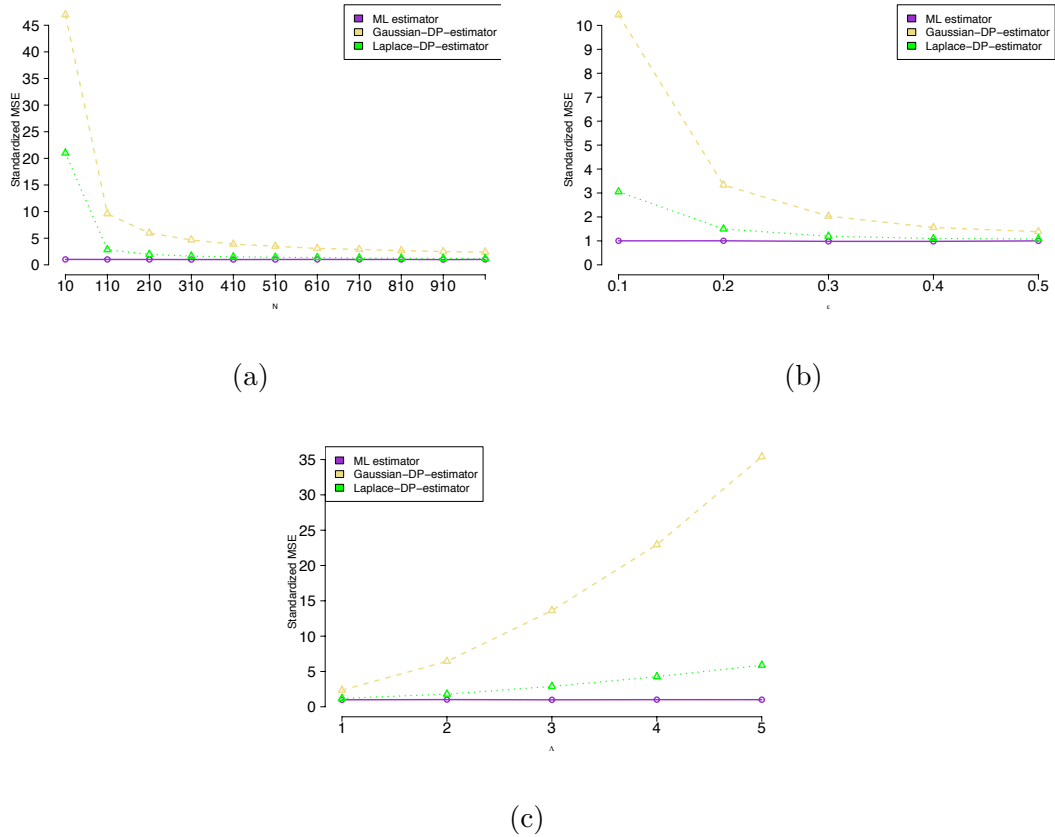 ML estimator
Gaussian−DP−estimator
Laplace−DP−estimator
Standardized MSE
45
40
35
30
25
20
15
10
5
0
10 110 210 310 410 510 610 710 810 910
N
(a)
ML estimator
Gaussian−DP−estimator
Laplace−DP−estimator
Standardized MSE
10
9
8
7
6
5
4
3
2
1
0
0.1 0.2 0.3 0.4 0.5
ε
(b)
ML estimator
Gaussian−DP−estimator
Laplace−DP−estimator
Standardized MSE
35
30
25
20
15
10
5
0
1 2 3 4 5
(c)